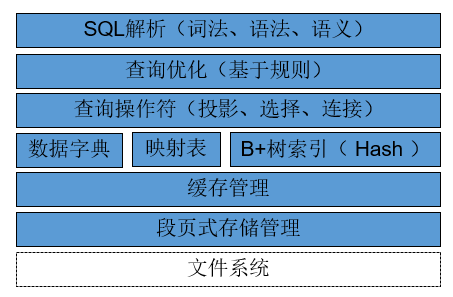 SQL解析（词法、语法、语义）
查询优化（基于规则）
查询操作符（投影、选择、连接）
数据字典 映射表 B+树索引（ Hash ）
缓存管理
段页式存储管理
文件系统